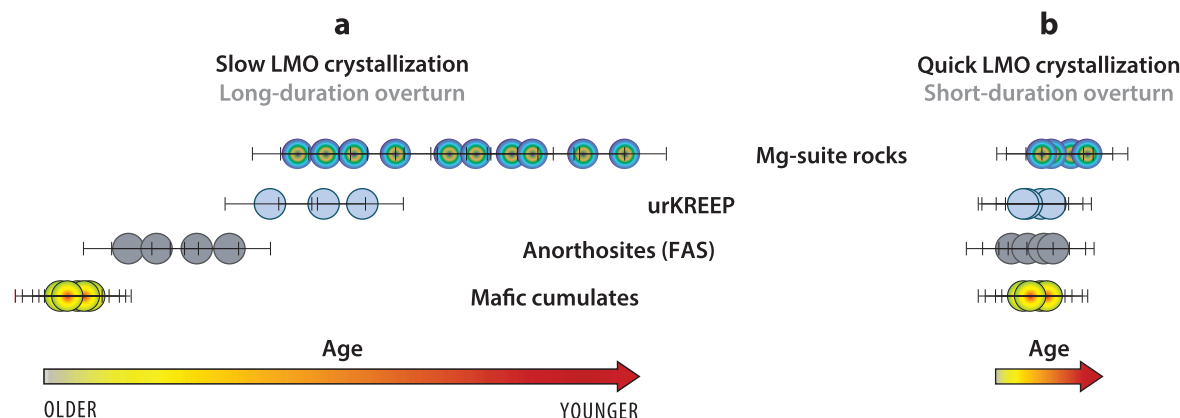 a
Slow LMO crystallization
Long-duration overturn
b
Quick LMO crystallization
Short-duration overturn
Mg-suite rocks
urKREEP
Anorthosites (FAS)
Mafic cumulates
Age
OLDER
YOUNGER
Age